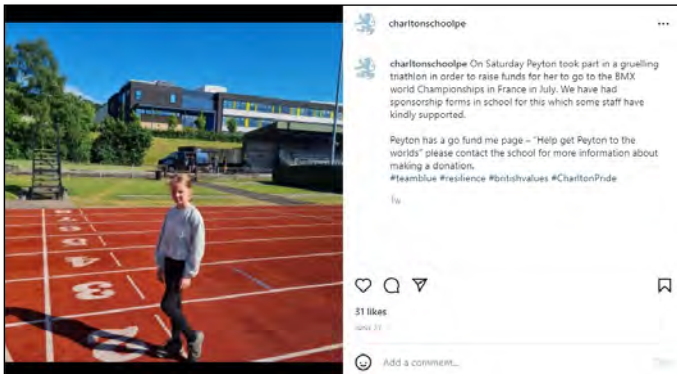 charltonschoolpe
charltonschoolpe On Saturday Peyton took part in a gruelling
triathlon in order to raise funds for her to go to the BMX
world Championships in France in July. We have had
sponsorship forms in school for this which some staff have
kindly supported.
Peyton has a go fund me page – "Help get Peyton to the
worlds" please contact the school for more information about
making a donation.
#teamblue #resilience #britishvalues #CharltonPride
1w
31 likes
Add a comment...